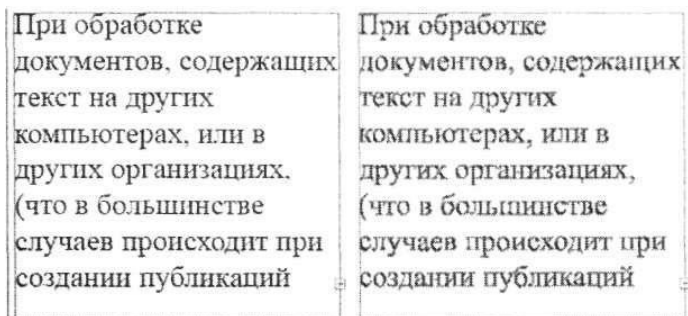 При обработке
документов, содержащих
текст на других
компьютерах, или в
других организациях,
(что в большинстве
случаев происходит при
создании публикаций
При обработке
документов, содержащих
текст на других
компьютерах, или в
других организациях,
(что в большинстве
случаев происходит при
создании публикаций